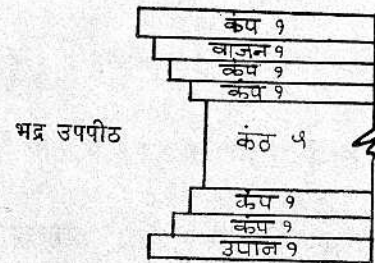 कंप १
वाजन १
कंप १
कंप १
भद्र उपपीठ
कंठ ५
कंप १
कंप १
उपान १